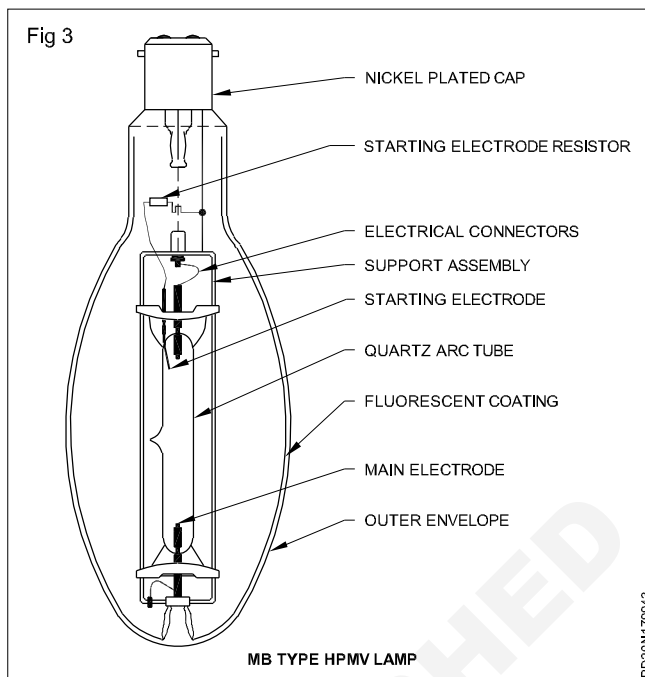 Fig 3
NICKEL PLATED CAP
STARTING ELECTRODE RESISTOR
ELECTRICAL CONNECTORS
SUPPORT ASSEMBLY
STARTING ELECTRODE
QUARTZ ARC TUBE
FLUORESCENT COATING
MAIN ELECTRODE
OUTER ENVELOPE
MB TYPE HPMV LAMP